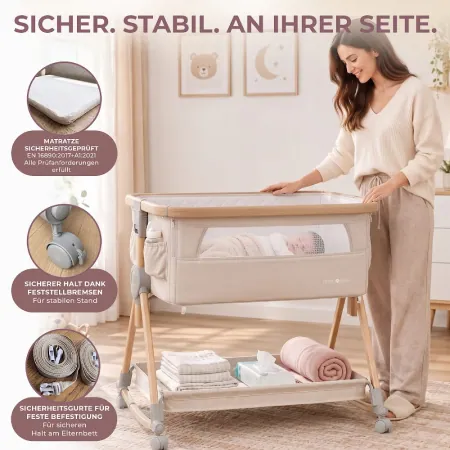 SICHER. STABIL. AN IHRER SEITE.
MATRATZE
SICHERHEITSGEPRÜFT
EN 16890:2017+A1:2021
Alle Prüfanforderungen
erfüllt
SICHERER HALT DANK
FESTSTELLBREMSEN
Für stabilen Stand
SICHERHEITSGURTE FÜR
FESTE BEFESTIGUNG
Für sicheren
Halt am Elternbett